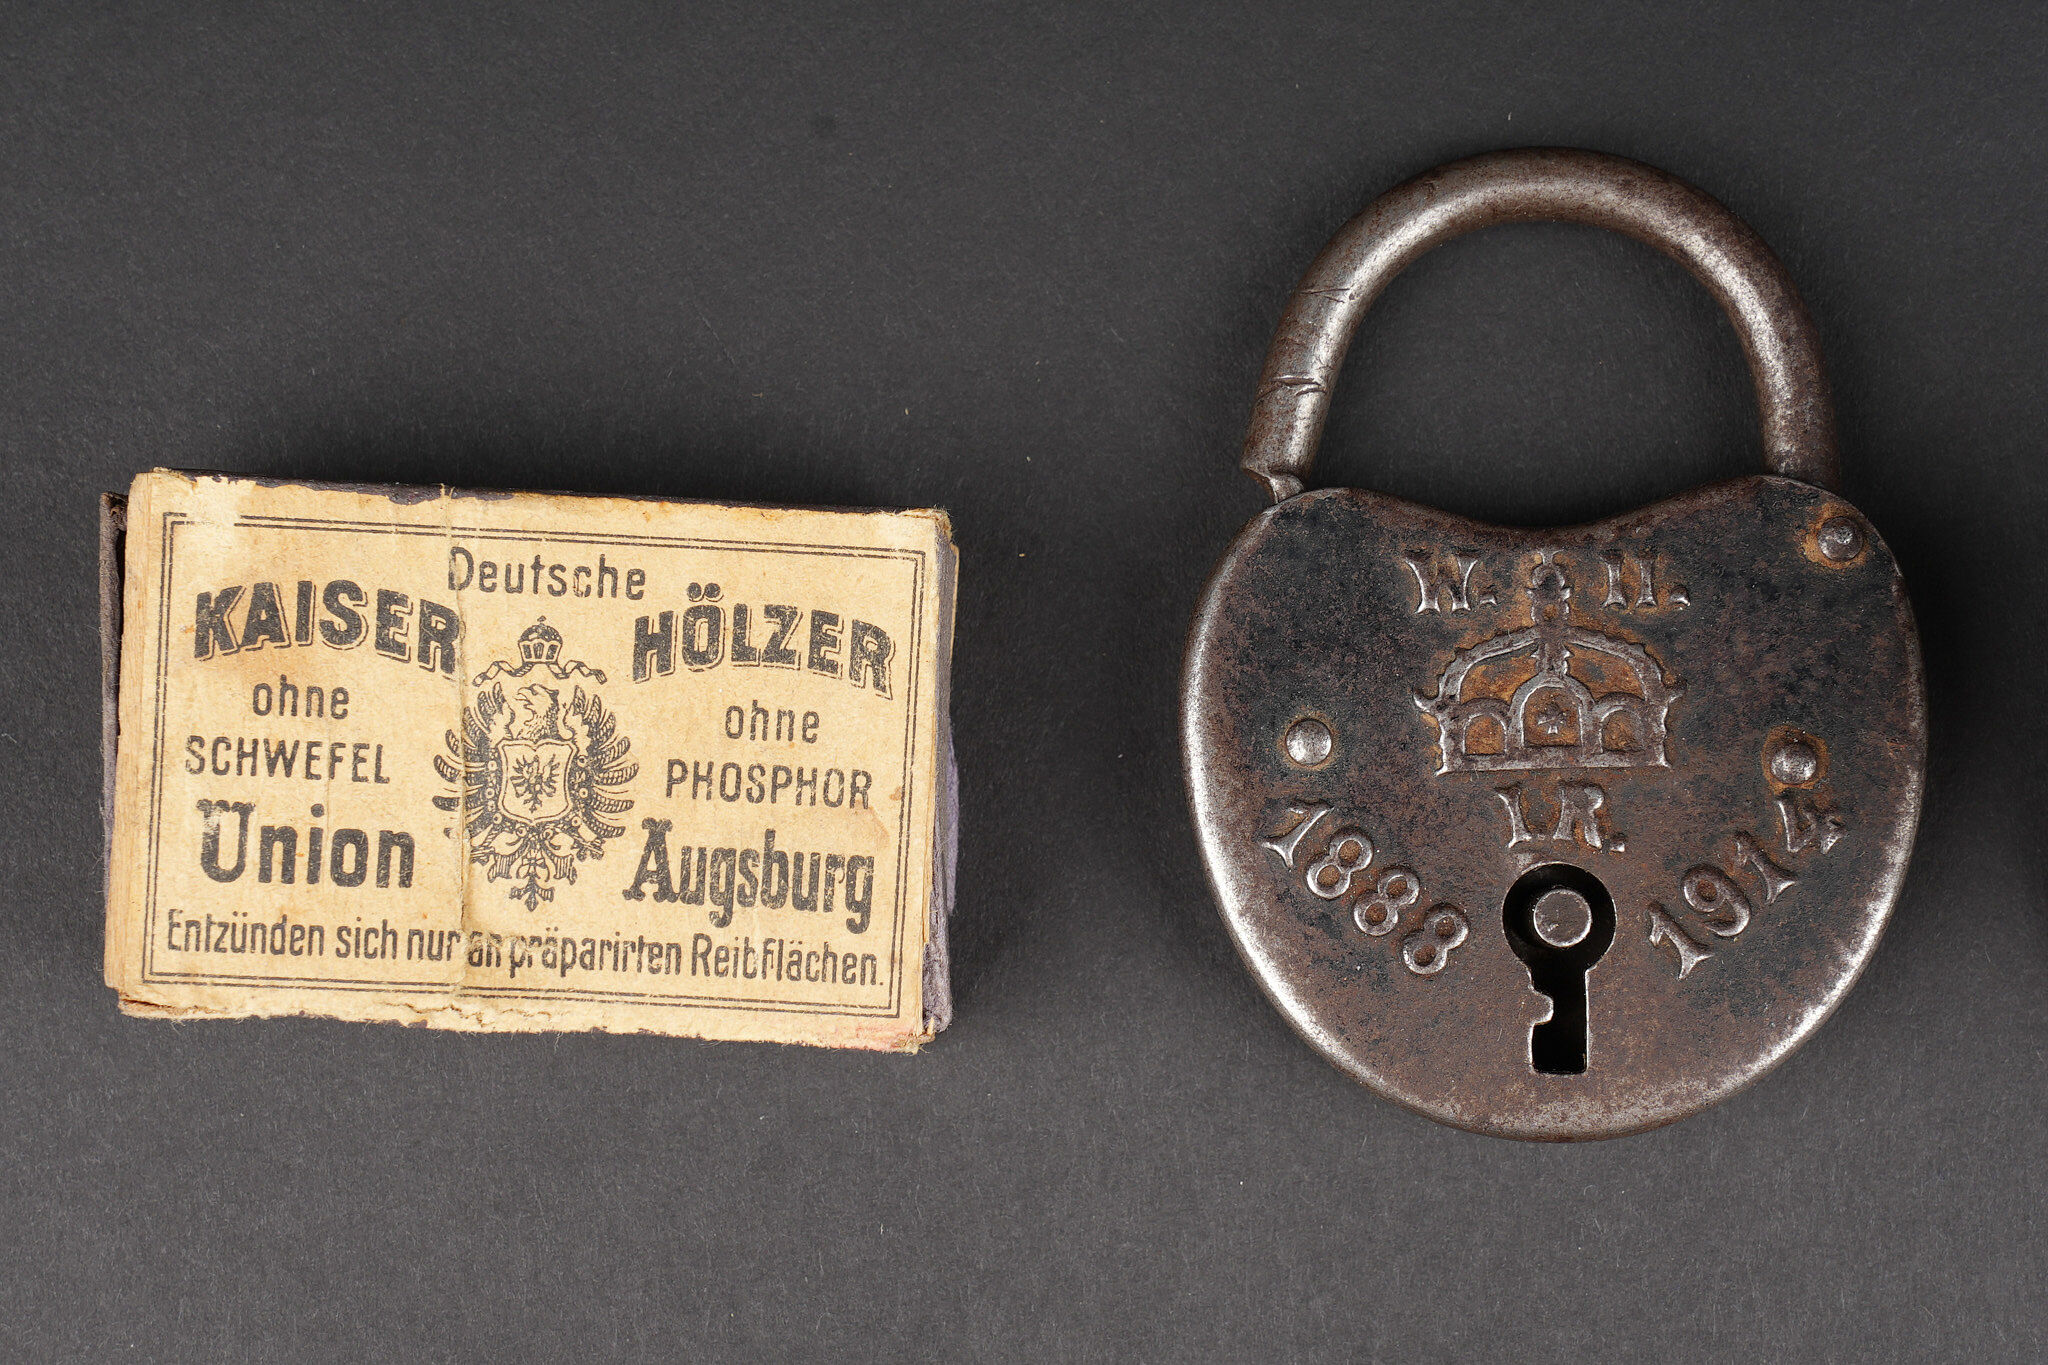 Deutsche
KAISER HÖLZER
ohne ohne
SCHWEFEL PHOSPHOR
Union Augsburg
Entzünden sich nur an präparirten Reibflächen.
W. II.
I.R.
1888 1914